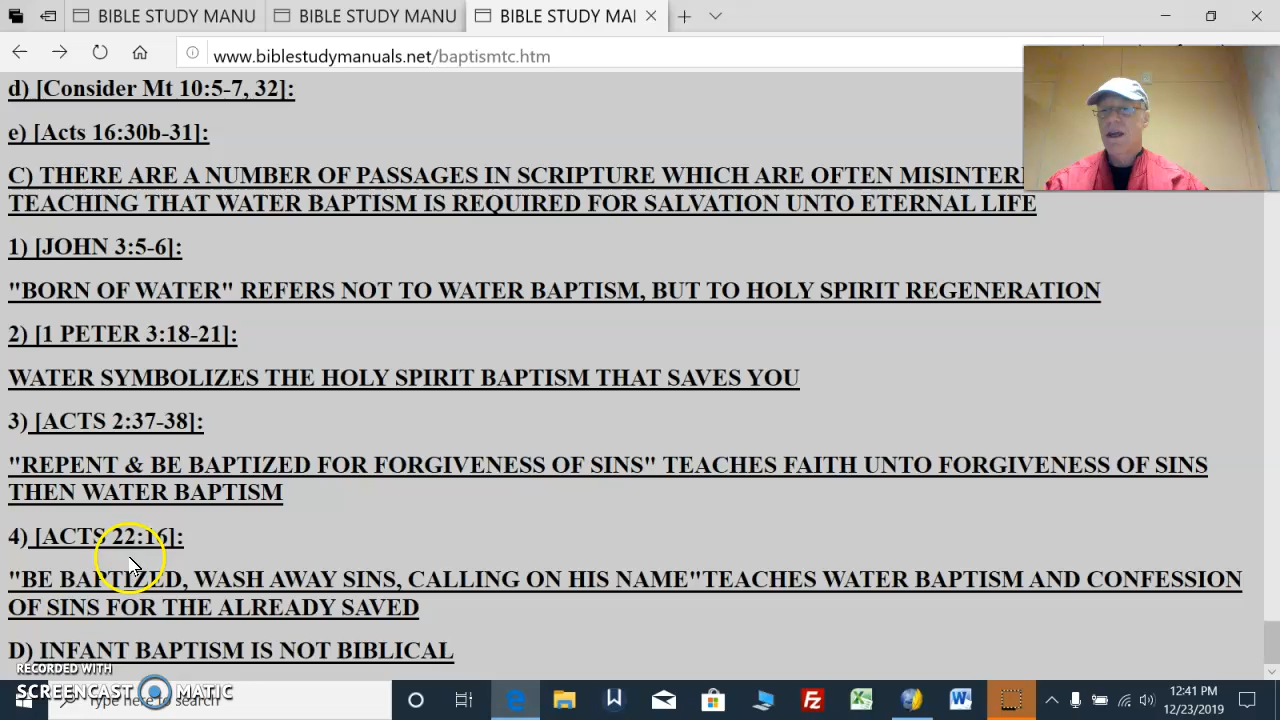 BIBLE STUDY MANU
BIBLE STUDY MANU
BIBLE STUDY MAI
www.biblestudymanuals.net/baptismtc.htm
d) [Consider Mt 10:5-7, 32]:
e) [Acts 16:30b-31]:
C) THERE ARE A NUMBER OF PASSAGES IN SCRIPTURE WHICH ARE OFTEN MISINTER
TEACHING THAT WATER BAPTISM IS REQUIRED FOR SALVATION UNTO ETERNAL LIFE
1) [JOHN 3:5-6]:
"BORN OF WATER" REFERS NOT TO WATER BAPTISM, BUT TO HOLY SPIRIT REGENERATION
2) [1 PETER 3:18-21]:
WATER SYMBOLIZES THE HOLY SPIRIT BAPTISM THAT SAVES YOU
3) [ACTS 2:37-38]:
"REPENT & BE BAPTIZED FOR FORGIVENESS OF SINS" TEACHES FAITH UNTO FORGIVENESS OF SINS
THEN WATER BAPTISM
4) [ACTS 22:16]:
"BE BAPTIZED, WASH AWAY SINS, CALLING ON HIS NAME"TEACHES WATER BAPTISM AND CONFESSION
OF SINS FOR THE ALREADY SAVED
D) INFANT BAPTISM IS NOT BIBLICAL
RECORDED WITH
SCREENCAST MATIC
Type here to search
12:41 PM
12/23/2019